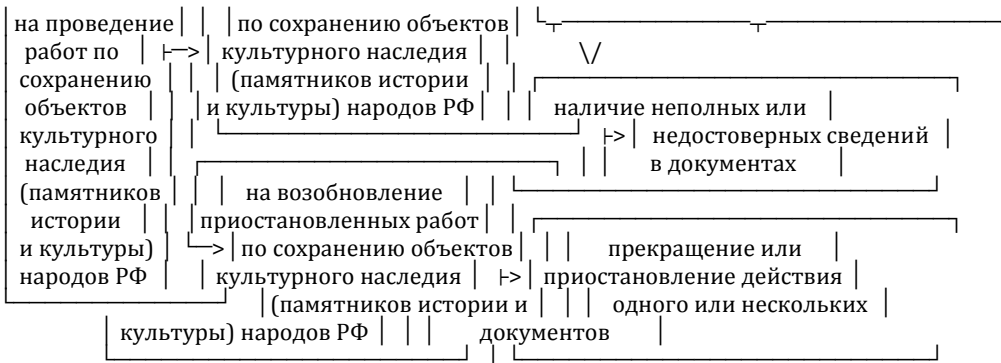 на проведение по сохранению объектов
работ по культурного наследия
сохранению (памятников истории
объектов и культуры) народов РФ наличие неполных или
культурного недостоверных сведений
наследия в документах
(памятников на возобновление
истории приостановленных работ
и культуры) по сохранению объектов прекращение или
народов РФ культурного наследия приостановление действия
(памятников истории и одного или нескольких
культуры) народов РФ документов